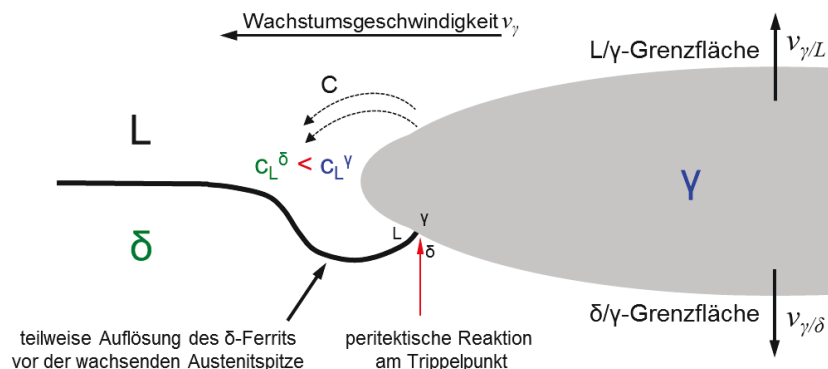 Wachstumsgeschwindigkeit vγ
L/γ-Grenzfläche
vγ/L
C
L
cLδ < cLγ
γ
δ
L
γ
δ
δ/γ-Grenzfläche
vγ/δ
teilweise Auflösung des δ-Ferrits
vor der wachsenden Austenitspitze
peritektische Reaktion
am Trippelpunkt